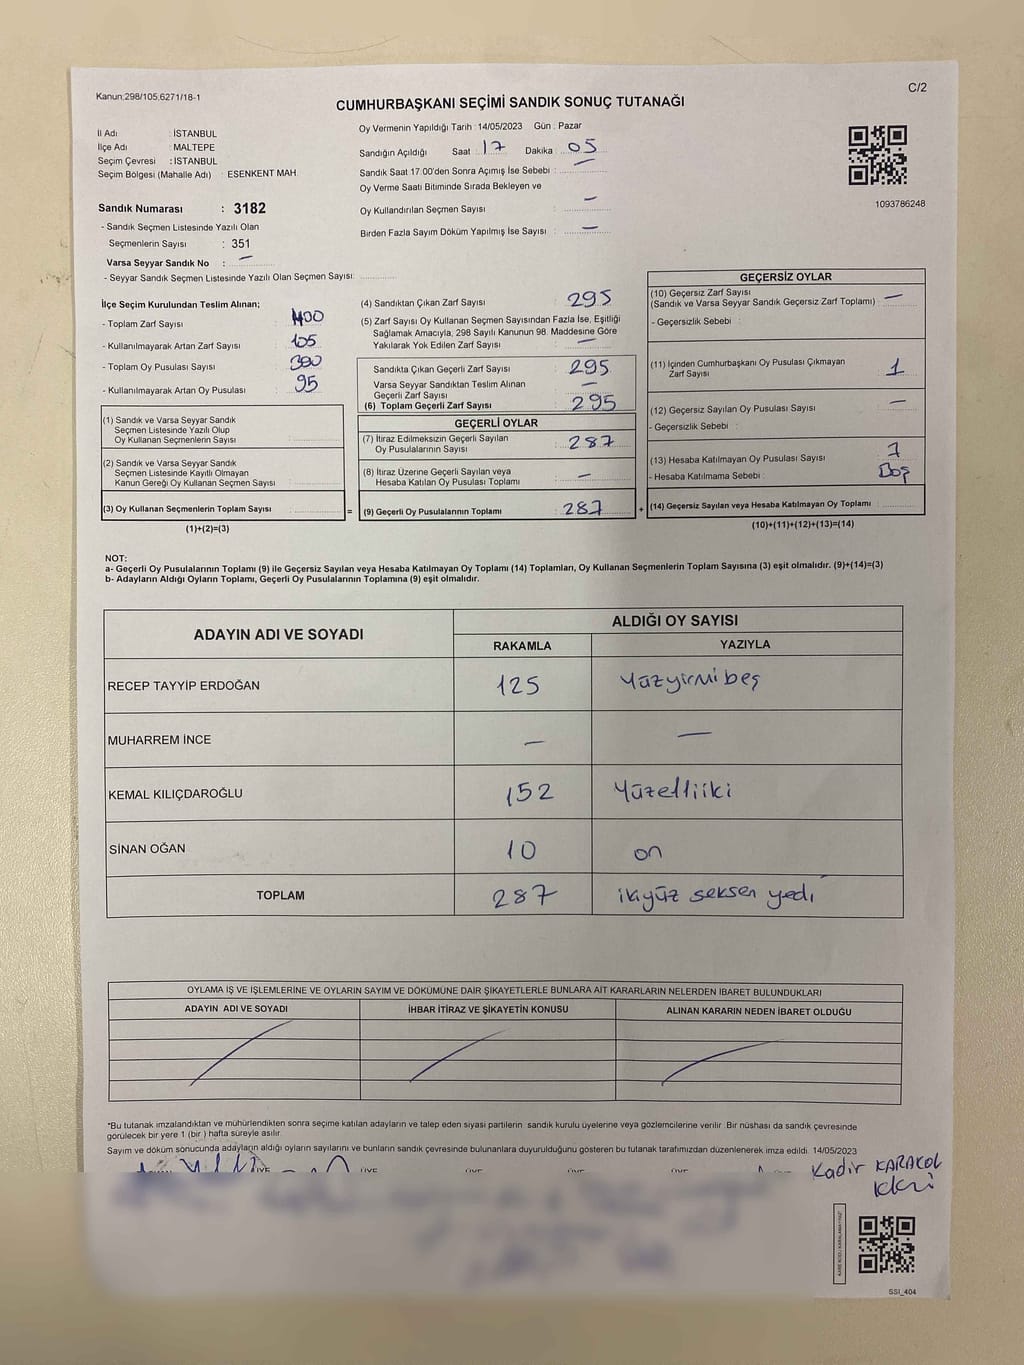 Kanun:298/105,6271/18-1
C/2
CUMHURBAŞKANI SEÇİMİ SANDIK SONUÇ TUTANAĞI
İl Adı : İSTANBUL
İlçe Adı : MALTEPE
Seçim Çevresi : İSTANBUL
Seçim Bölgesi (Mahalle Adı) : ESENKENT MAH.
Oy Vermenin Yapıldığı Tarih : 14/05/2023 Gün : Pazar
Sandığın Açıldığı Saat : 17 Dakika : 05
Sandık Saat 17.00'den Sonra Açımış İse Sebebi : —
Oy Verme Saati Bitiminde Sırada Bekleyen ve
Oy Kullandırılan Seçmen Sayısı : —
Birden Fazla Sayım Döküm Yapılmış İse Sayısı : —
1093786248
Sandık Numarası : 3182
- Sandık Seçmen Listesinde Yazılı Olan
Seçmenlerin Sayısı : 351
Varsa Seyyar Sandık No : —
- Seyyar Sandık Seçmen Listesinde Yazılı Olan Seçmen Sayısı:
İlçe Seçim Kurulundan Teslim Alınan;
- Toplam Zarf Sayısı : 400
- Kullanılmayarak Artan Zarf Sayısı : 105
- Toplam Oy Pusulası Sayısı : 390
- Kullanılmayarak Artan Oy Pusulası : 95
(1) Sandık ve Varsa Seyyar Sandık
Seçmen Listesinde Yazılı Olup
Oy Kullanan Seçmenlerin Sayısı :
(2) Sandık ve Varsa Seyyar Sandık
Seçmen Listesinde Kayıtlı Olmayan
Kanun Gereği Oy Kullanan Seçmen Sayısı :
(3) Oy Kullanan Seçmenlerin Toplam Sayısı : =
(1)+(2)=(3)
(4) Sandıktan Çıkan Zarf Sayısı : 295
(5) Zarf Sayısı Oy Kullanan Seçmen Sayısından Fazla İse, Eşitliği
Sağlamak Amacıyla, 298 Sayılı Kanunun 98. Maddesine Göre
Yakılarak Yok Edilen Zarf Sayısı : —
Sandıkta Çıkan Geçerli Zarf Sayısı : 295
Varsa Seyyar Sandıktan Teslim Alınan
Geçerli Zarf Sayısı : —
(6) Toplam Geçerli Zarf Sayısı : 295
GEÇERLİ OYLAR
(7) İtiraz Edilmeksizin Geçerli Sayılan
Oy Pusulalarının Sayısı : 287
(8) İtiraz Üzerine Geçerli Sayılan veya
Hesaba Katılan Oy Pusulası Toplamı : —
(9) Geçerli Oy Pusulalarının Toplamı : 287 +
GEÇERSİZ OYLAR
(10) Geçersiz Zarf Sayısı
(Sandık ve Varsa Seyyar Sandık Geçersiz Zarf Toplamı) : —
- Geçersizlik Sebebi :
(11) İçinden Cumhurbaşkanı Oy Pusulası Çıkmayan
Zarf Sayısı : 1
(12) Geçersiz Sayılan Oy Pusulası Sayısı : —
- Geçersizlik Sebebi :
(13) Hesaba Katılmayan Oy Pusulası Sayısı : 7
- Hesaba Katılmama Sebebi : Boş
(14) Geçersiz Sayılan veya Hesaba Katılmayan Oy Toplamı :
(10)+(11)+(12)+(13)=(14)
NOT:
a- Geçerli Oy Pusulalarının Toplamı (9) ile Geçersiz Sayılan veya Hesaba Katılmayan Oy Toplamı (14) Toplamları, Oy Kullanan Seçmenlerin Toplam Sayısına (3) eşit olmalıdır. (9)+(14)=(3)
b- Adayların Aldığı Oyların Toplamı, Geçerli Oy Pusulalarının Toplamına (9) eşit olmalıdır.
ADAYIN ADI VE SOYADI
ALDIĞI OY SAYISI
RAKAMLA YAZIYLA
RECEP TAYYİP ERDOĞAN 125 Yüzyirmibeş
MUHARREM İNCE — —
KEMAL KILIÇDAROĞLU 152 Yüzelliiki
SİNAN OĞAN 10 on
TOPLAM 287 ikiyüz seksen yedi
OYLAMA İŞ VE İŞLEMLERİNE VE OYLARIN SAYIM VE DÖKÜMÜNE DAİR ŞİKAYETLERLE BUNLARA AİT KARARLARIN NELERDEN İBARET BULUNDUKLARI
ADAYIN ADI VE SOYADI İHBAR İTİRAZ VE ŞİKAYETİN KONUSU ALINAN KARARIN NEDEN İBARET OLDUĞU
*Bu tutanak imzalandıktan ve mühürlendikten sonra seçime katılan adayların ve talep eden siyasi partilerin sandık kurulu üyelerine veya gözlemcilerine verilir. Bir nüshası da sandık çevresinde
görülecek bir yere 1 (bir ) hafta süreyle asılır.
Sayım ve döküm sonucunda adayların aldığı oyların sayılarını ve bunların sandık çevresinde bulunanlara duyurulduğunu gösteren bu tutanak tarafımızdan düzenlenerek imza edildi. 14/05/2023
ÜYE ÜYE ÜYE ÜYE ÜYE
Kadir KARAKOL
SSI_404